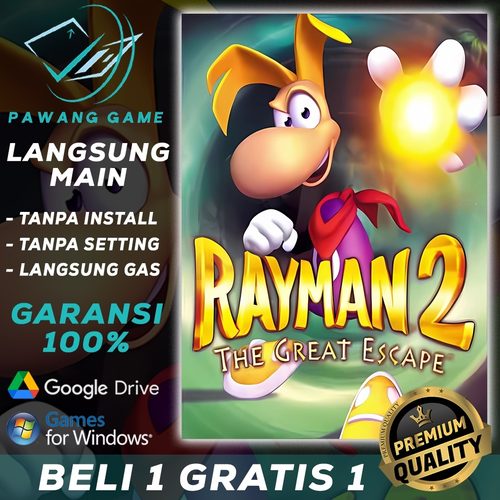 PAWANG GAME
LANGSUNG
MAIN
- TANPA INSTALL
- TANPA SETTING
- LANGSUNG GAS
GARANSI
100%
Google Drive
Games
for Windows®
RAYMAN 2
THE GREAT ESCAPE™
PREMIUM
QUALITY
BELI 1 GRATIS 1